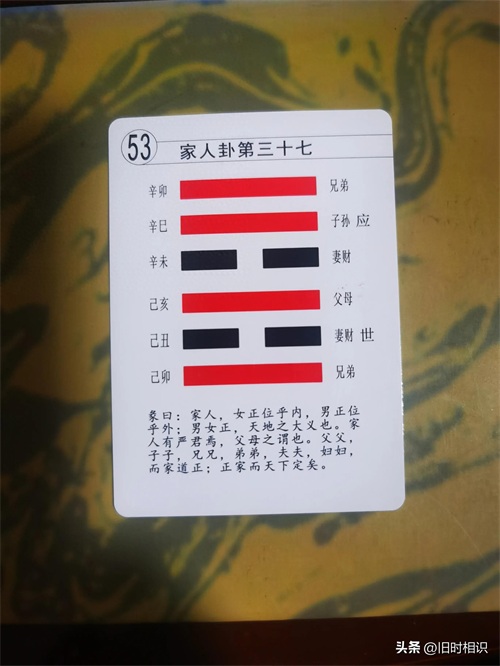 53 家人卦第三十七
辛卯 兄弟
辛巳 子孙 应
辛未 妻财
己亥 父母
己丑 妻财 世
己卯 兄弟
彖曰：家人，女正位乎内，男正位
乎外；男女正，天地之大义也。家
人有严君焉，父母之谓也。父父，
子子，兄兄，弟弟，夫夫，妇妇，
而家道正；正家而天下定矣。
头条 @旧时相识